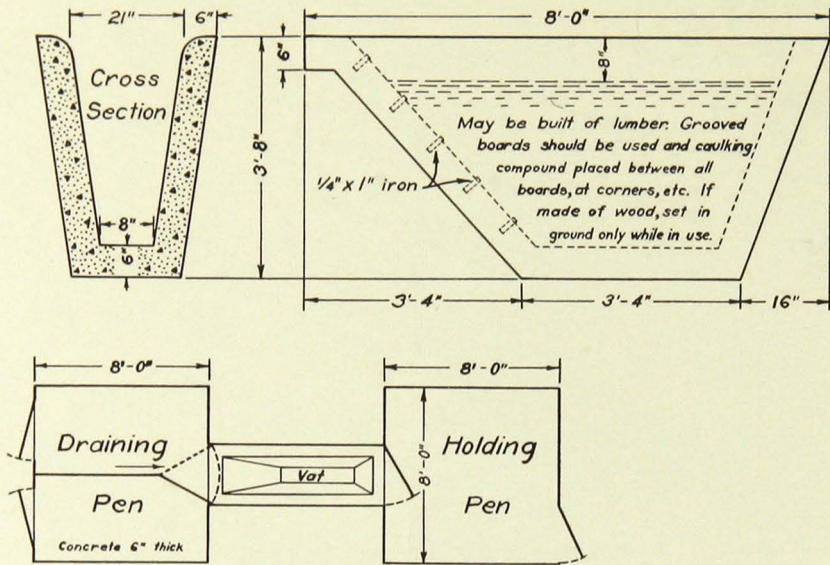 21"
6"
8'-0"
Cross
Section
6"
3'-8"
8"
May be built of lumber. Grooved
boards should be used and caulking
compound placed between all
boards, at corners, etc. If
made of wood, set in
ground only while in use.
1/4" x 1" iron
8"
6"
3'-4"
3'-4"
16"
8'-0"
8'-0"
Draining
Pen
Concrete 6" thick
Vat
Holding
Pen
8'-0"